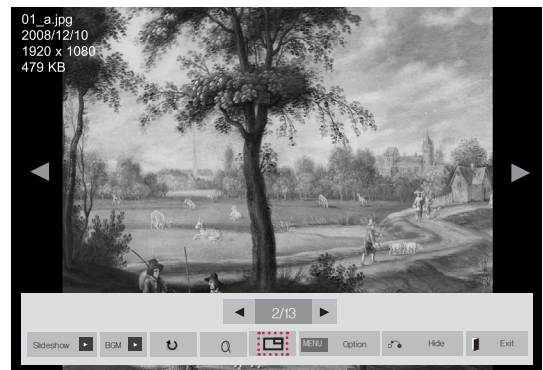 01_a.jpg
2008/12/10
1920 x 1080
479 KB
2/13
Slideshow BGM MENU Option Hide Exit